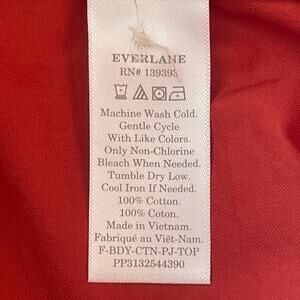 EVERLANE
RN# 139393
Machine Wash Cold.
Gentle Cycle
With Like Colors.
Only Non-Chlorine
Bleach When Needed.
Tumble Dry Low.
Cool Iron If Needed.
100% Cotton.
100% Coton.
Made in Vietnam.
Fabriqué au Viêt-Nam.
F-BDY-CTN-PJ-TOP
PP3132544390